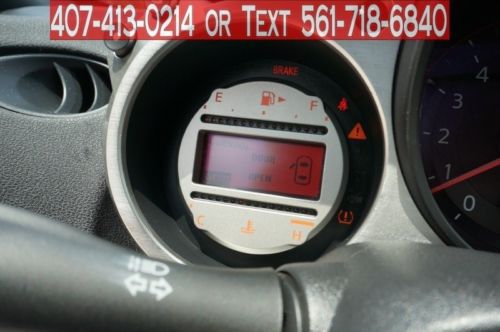 407-413-0214 or Text 561-718-6840
BRAKE
E F
DOOR
OPEN
C H
4
3
2
1
0